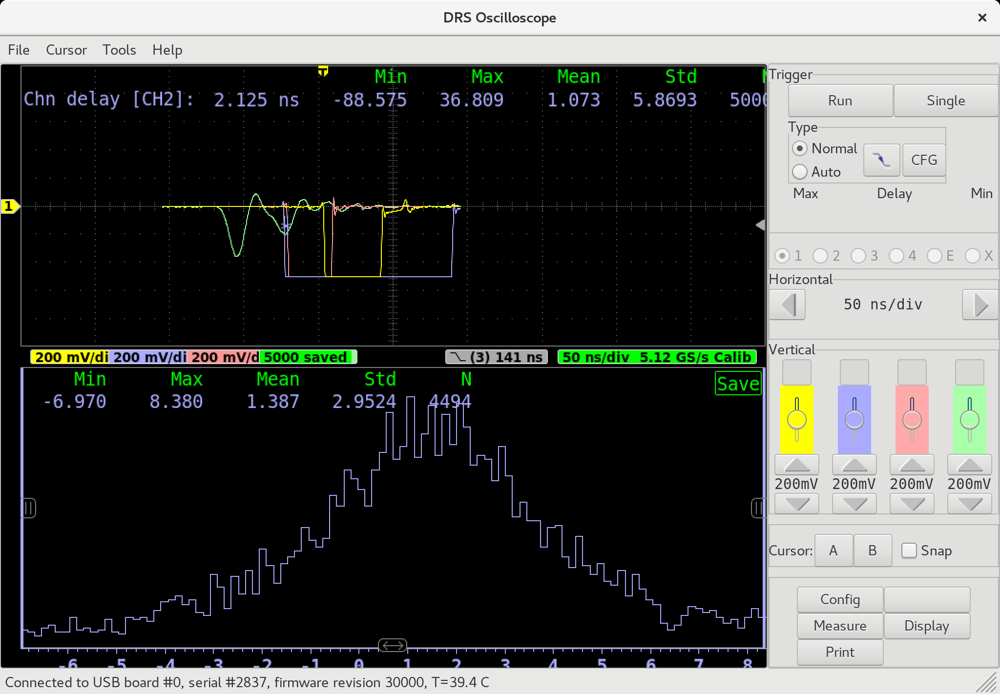 DRS Oscilloscope
File Cursor Tools Help
Min Max Mean Std
Chn delay [CH2]: 2.125 ns -88.575 36.809 1.073 5.8693 5000
1
200 mV/di 200 mV/di 200 mV/d 5000 saved (3) 141 ns 50 ns/div 5.12 GS/s Calib
Min Max Mean Std N
-6.970 8.380 1.387 2.9524 4494
Save
-6 -5 -4 -3 -2 -1 0 1 2 3 4 5 6 7 8
Trigger
Run Single
Type
Normal
Auto
CFG
Max Delay Min
1 2 3 4 E X
Horizontal
50 ns/div
Vertical
200mV 200mV 200mV 200mV
Cursor: A B Snap
Config
Measure Display
Print
Connected to USB board #0, serial #2837, firmware revision 30000, T=39.4 C